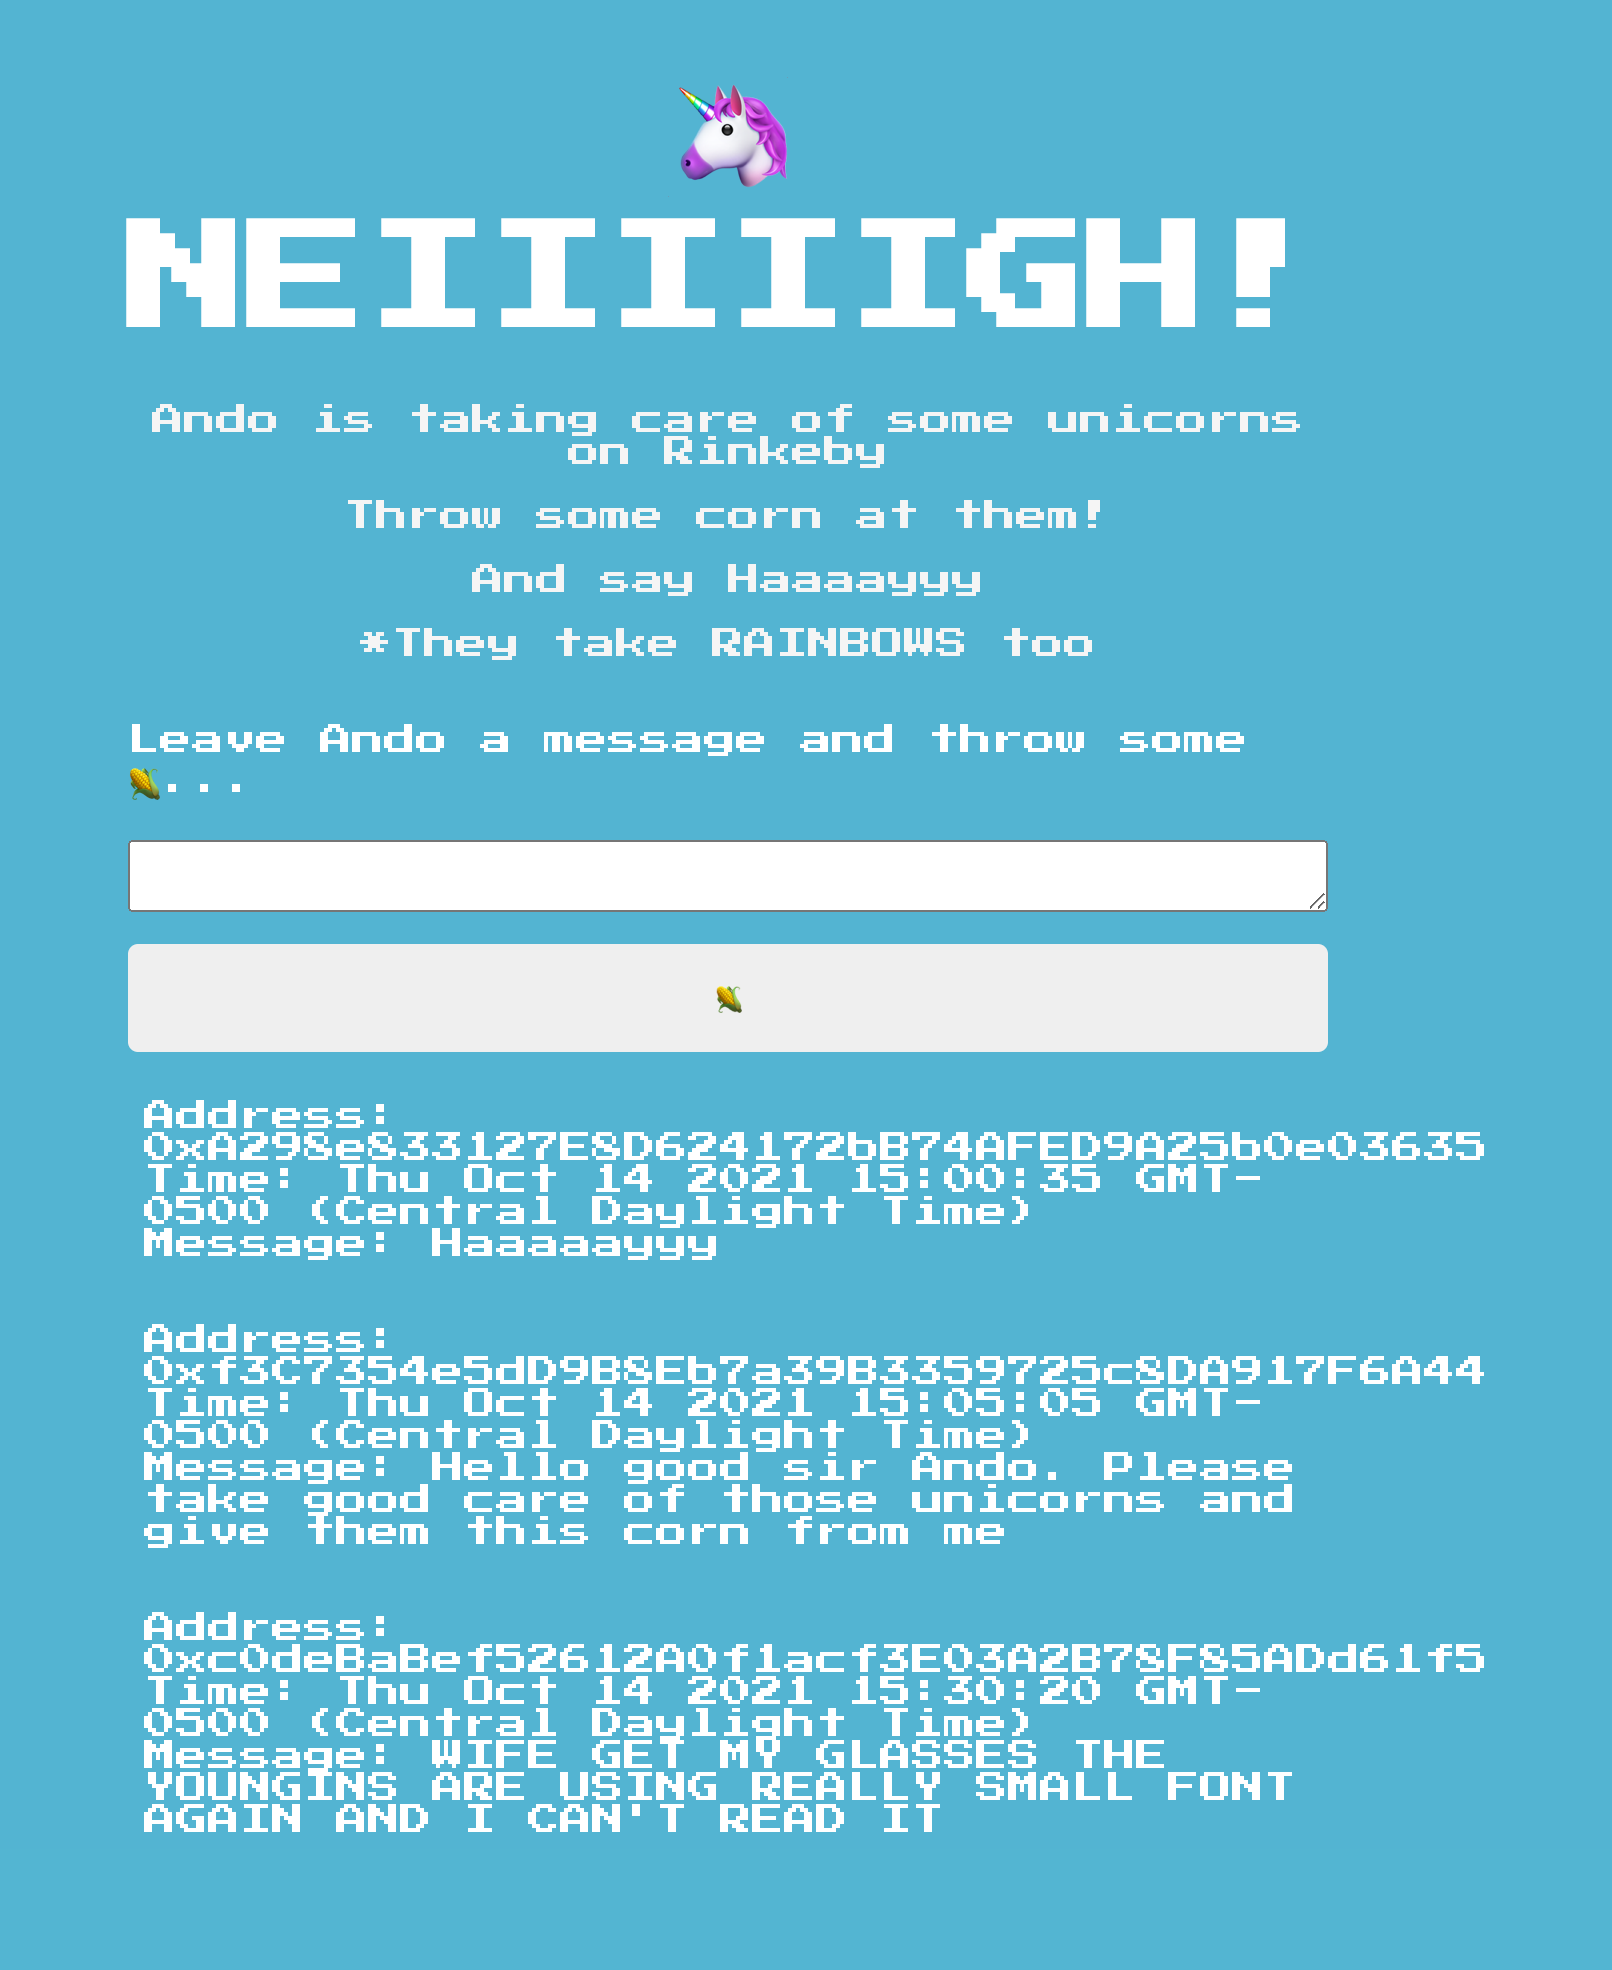 NEIIIIIGH!
Ando is taking care of some unicorns
on Rinkeby
Throw some corn at them!
And say Haaaayyy
*They take RAINBOWS too
Leave Ando a message and throw some
🌽...
🌽
Address:
0xA298e833127E8D624172bB74AFED9A25b0e03635
Time: Thu Oct 14 2021 15:00:35 GMT-
0500 (Central Daylight Time)
Message: Haaaaaayyy
Address:
0xf3C7354e5dD9B8Eb7a39B3359725c8DA917F6A44
Time: Thu Oct 14 2021 15:05:05 GMT-
0500 (Central Daylight Time)
Message: Hello good sir Ando. Please
take good care of those unicorns and
give them this corn from me
Address:
0xc0deBaBef52612A0f1acf3E03A2B78F85ADd61f5
Time: Thu Oct 14 2021 15:30:20 GMT-
0500 (Central Daylight Time)
Message: WIFE GET MY GLASSES THE
YOUNGINS ARE USING REALLY SMALL FONT
AGAIN AND I CAN'T READ IT